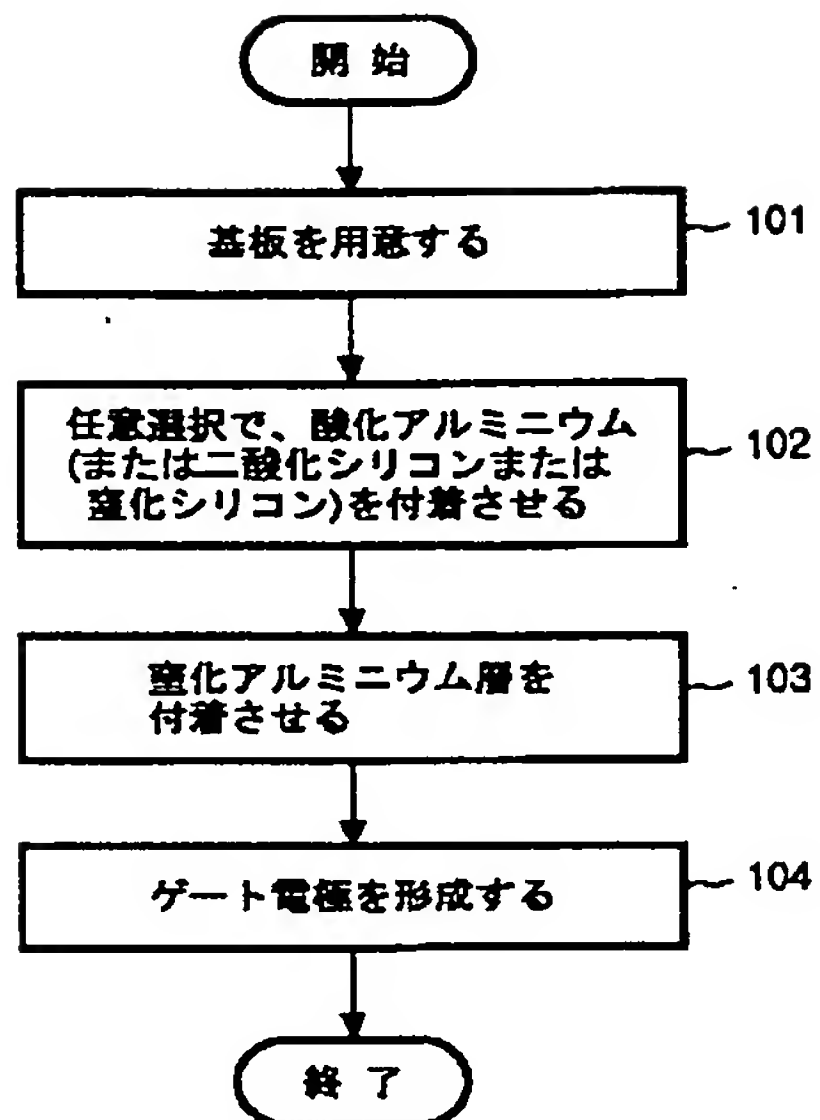 開 始
基板を用意する
101
任意選択で、酸化アルミニウム
(または二酸化シリコンまたは
窒化シリコン)を付着させる
102
窒化アルミニウム層を
付着させる
103
ゲート電極を形成する
104
終 了